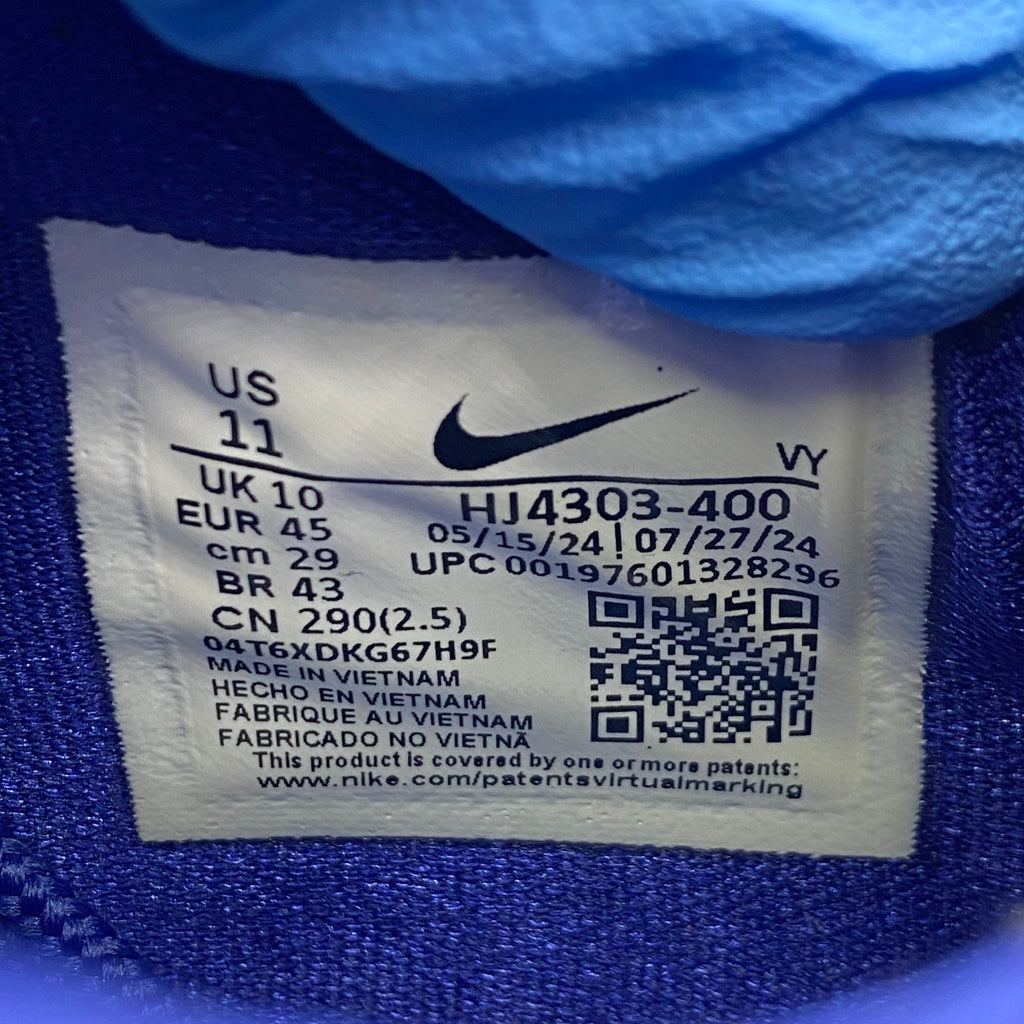 US
11
VY
UK 10
EUR 45
cm 29
BR 43
CN 290(2.5)
04T6XDKG67H9F
HJ4303-400
05/15/24 | 07/27/24
UPC 00197601328296
MADE IN VIETNAM
HECHO EN VIETNAM
FABRIQUE AU VIETNAM
FABRICADO NO VIETNÃ
This product is covered by one or more patents:
www.nike.com/patentsvirtualmarking